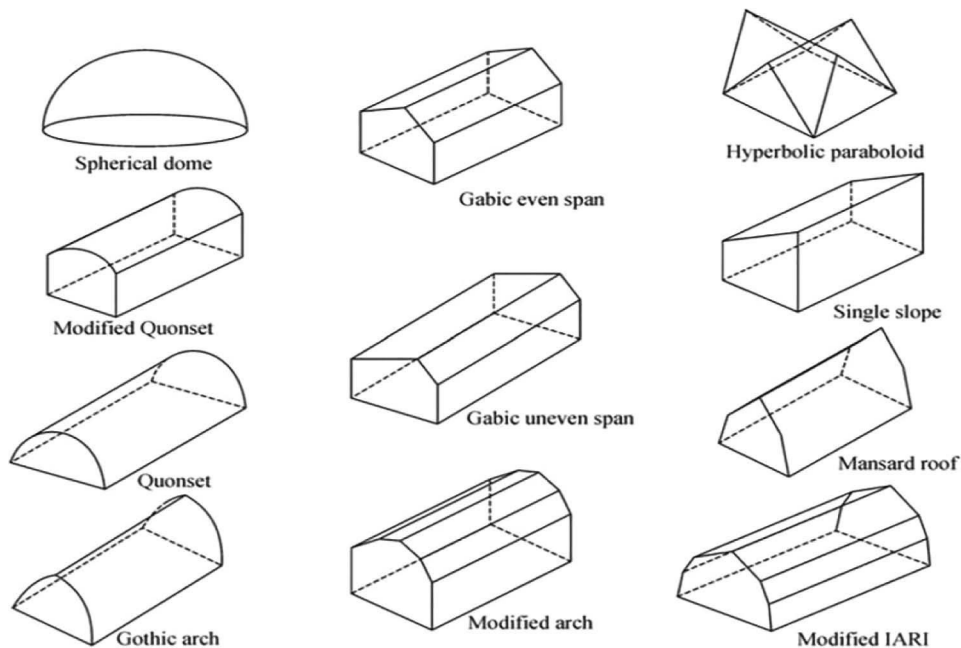 Spherical dome
Modified Quonset
Quonset
Gothic arch
Gabic even span
Gabic uneven span
Modified arch
Hyperbolic paraboloid
Single slope
Mansard roof
Modified IARI